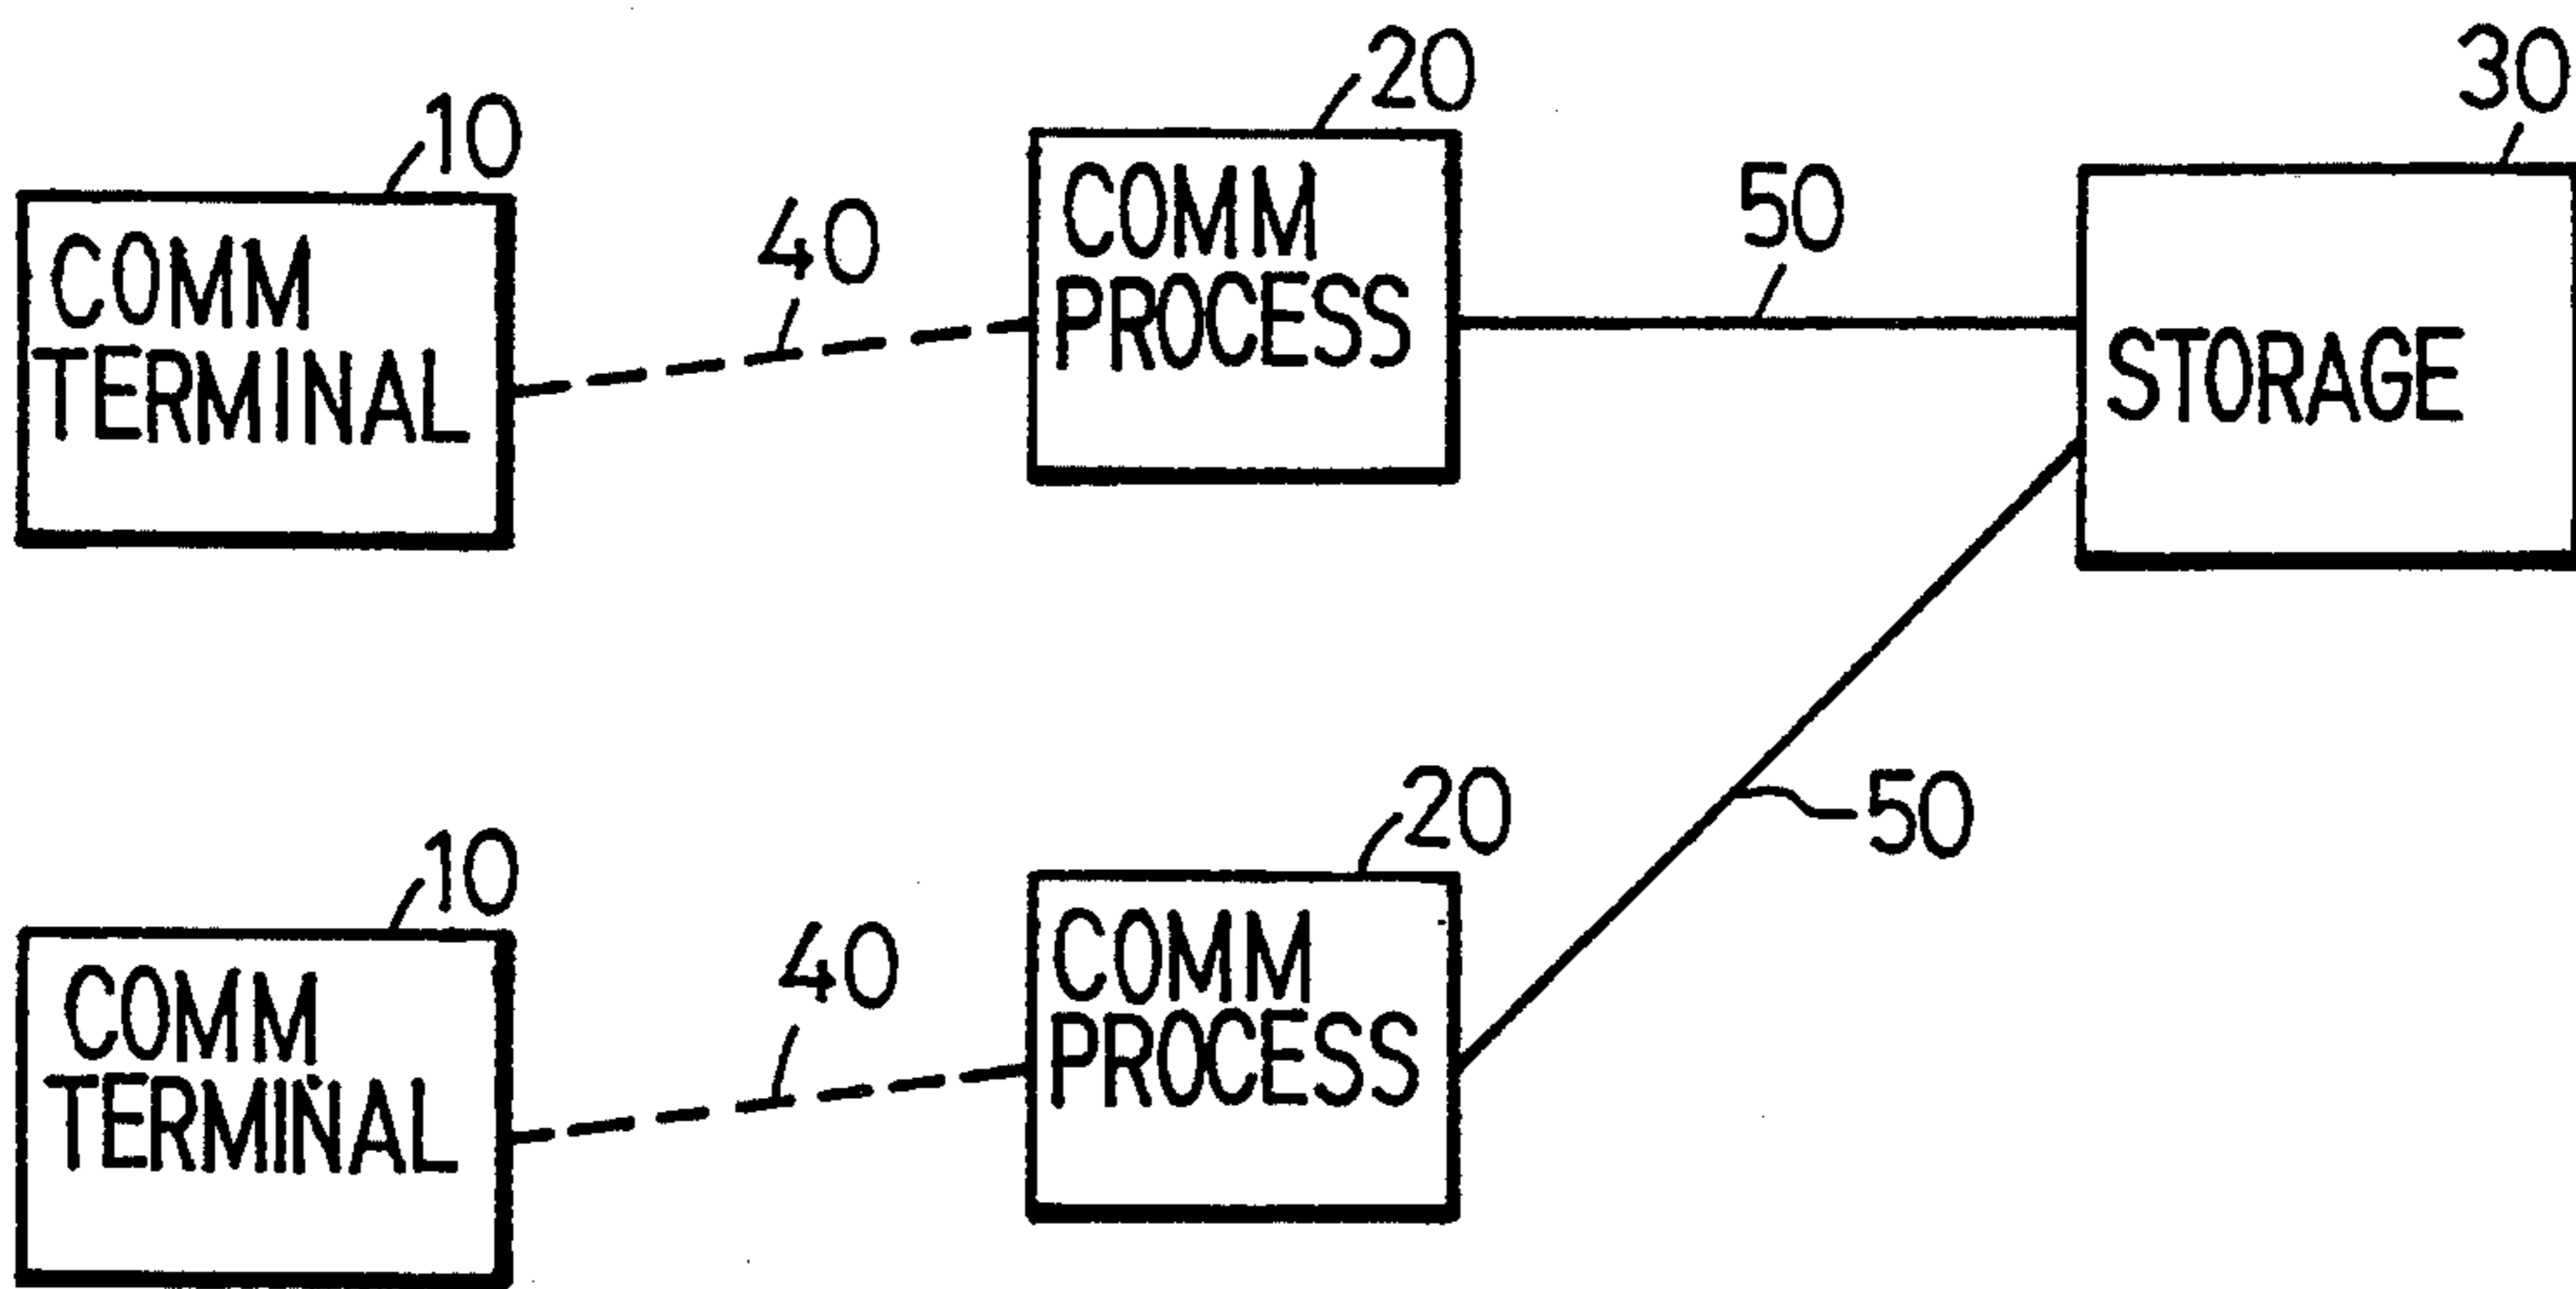 20
30
10
COMM
TERMINAL
40
COMM
PROCESS
50
STORAGE
10
COMM
TERMINAL
40
20
COMM
PROCESS
50